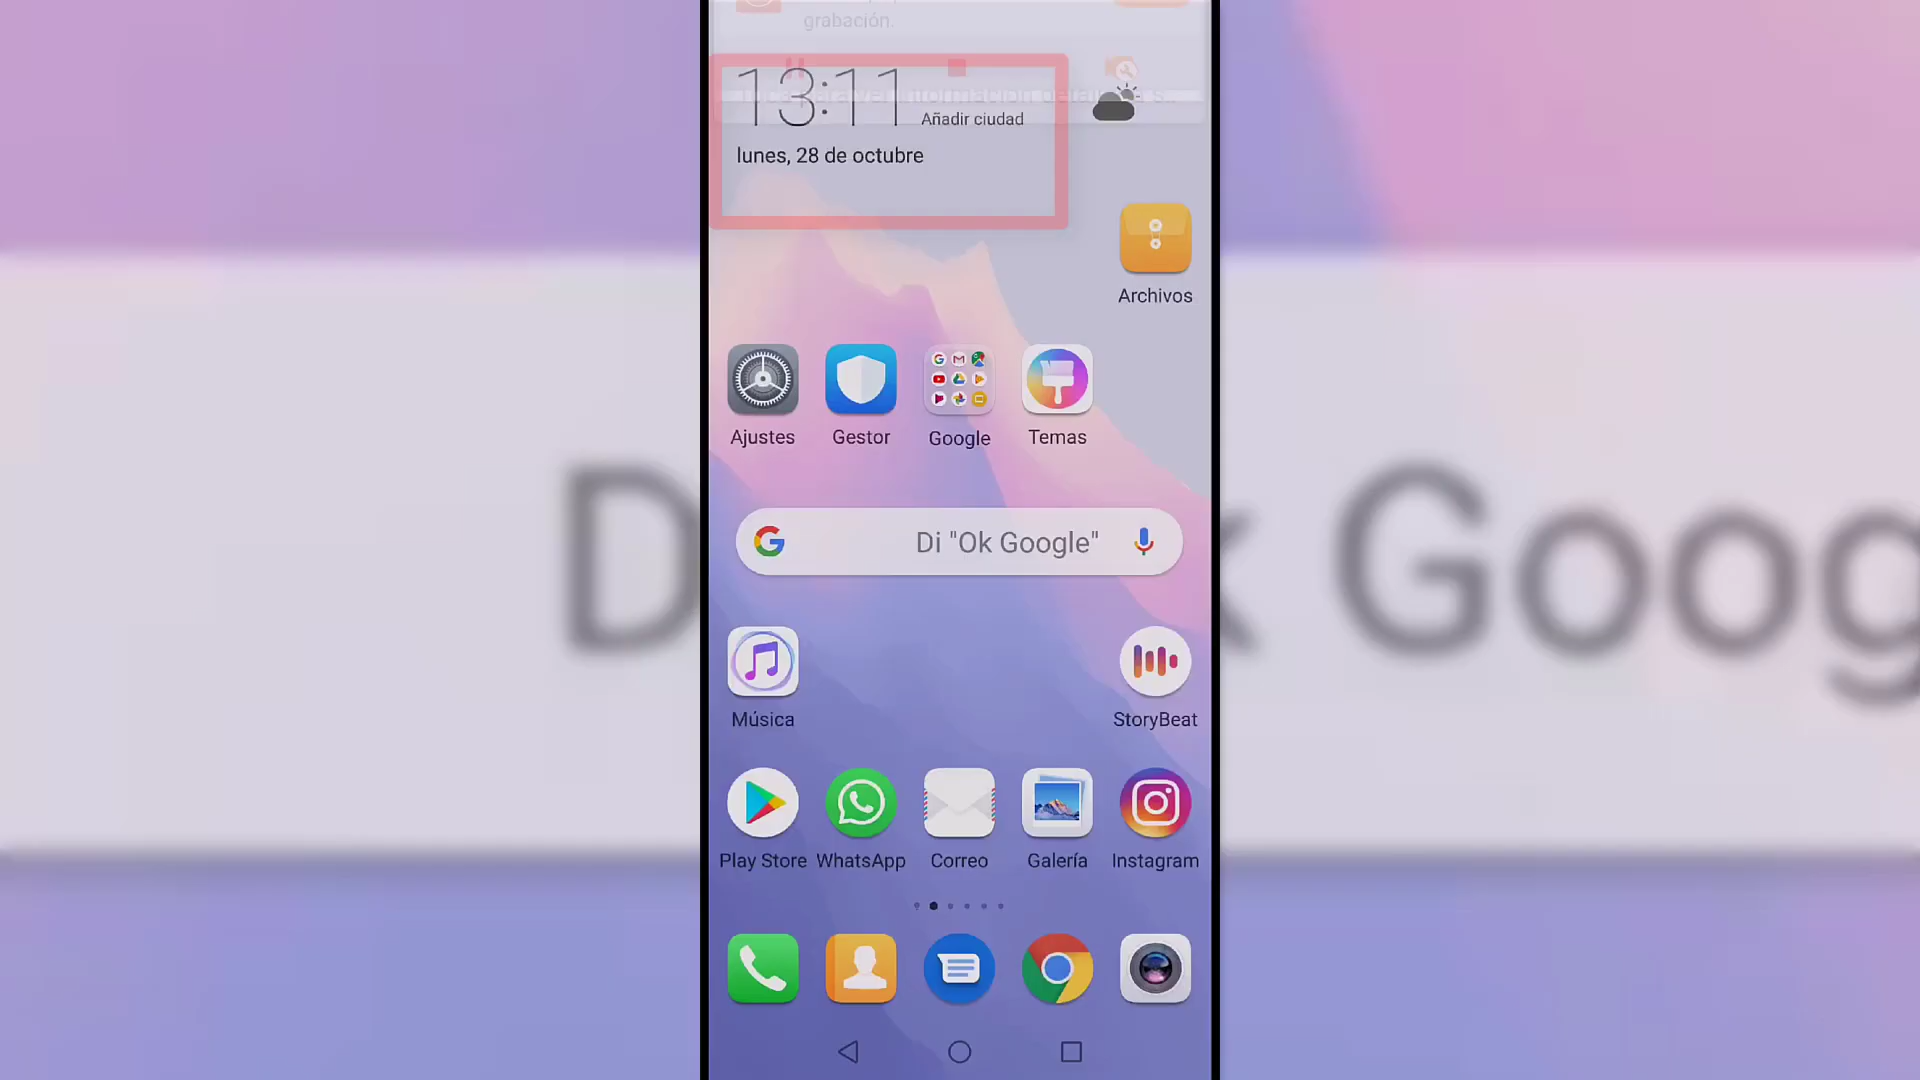 grabación.
13:11
Añadir ciudad
lunes, 28 de octubre
Archivos
Ajustes
Gestor
Google
Temas
Di "Ok Google"
Música
StoryBeat
Play Store
WhatsApp
Correo
Galería
Instagram